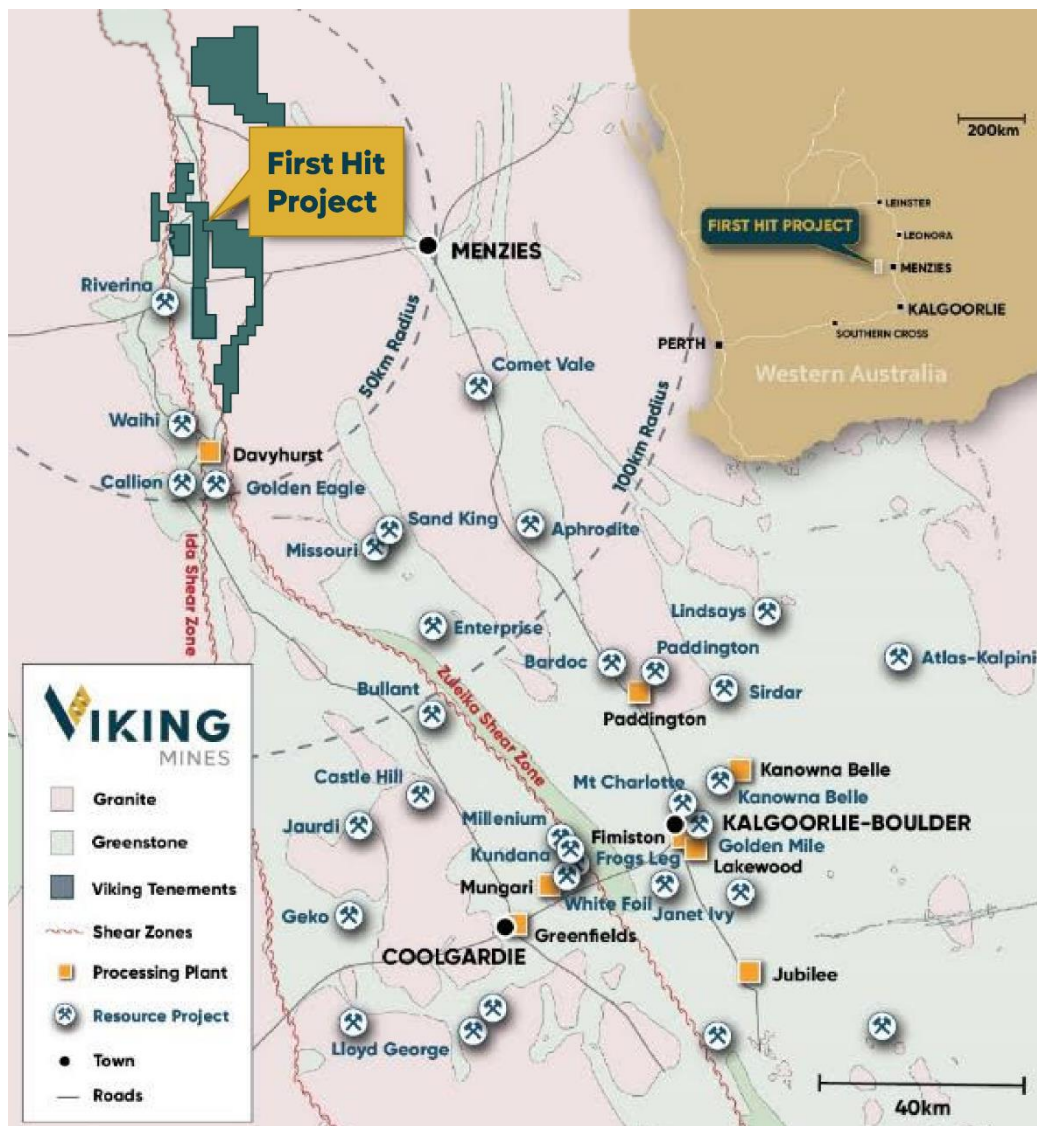 First Hit
Project
MENZIES
Riverina
50km Radius
Comet Vale
100km Radius
Waihi
Davyhurst
Callion
Golden Eagle
Sand King
Missouri
Aphrodite
Ida Shear Zone
Enterprise
Lindsays
Bardoc
Paddington
Atlas-Kalpini
Sirdar
Paddington
Bullant
Zuleika Shear Zone
Castle Hill
Kanowna Belle
Mt Charlotte
Kanowna Belle
Jaurdi
Millenium
Fimiston
KALGOORLIE-BOULDER
Kundana
Frogs Leg
Golden Mile
Lakewood
Mungari
White Foil
Janet Ivy
Geko
Greenfields
COOLGARDIE
Jubilee
Lloyd George
40km
200km
LEINSTER
FIRST HIT PROJECT
LEONORA
MENZIES
KALGOORLIE
SOUTHERN CROSS
PERTH
Western Australia
VIKING
MINES
Granite
Greenstone
Viking Tenements
Shear Zones
Processing Plant
Resource Project
Town
Roads